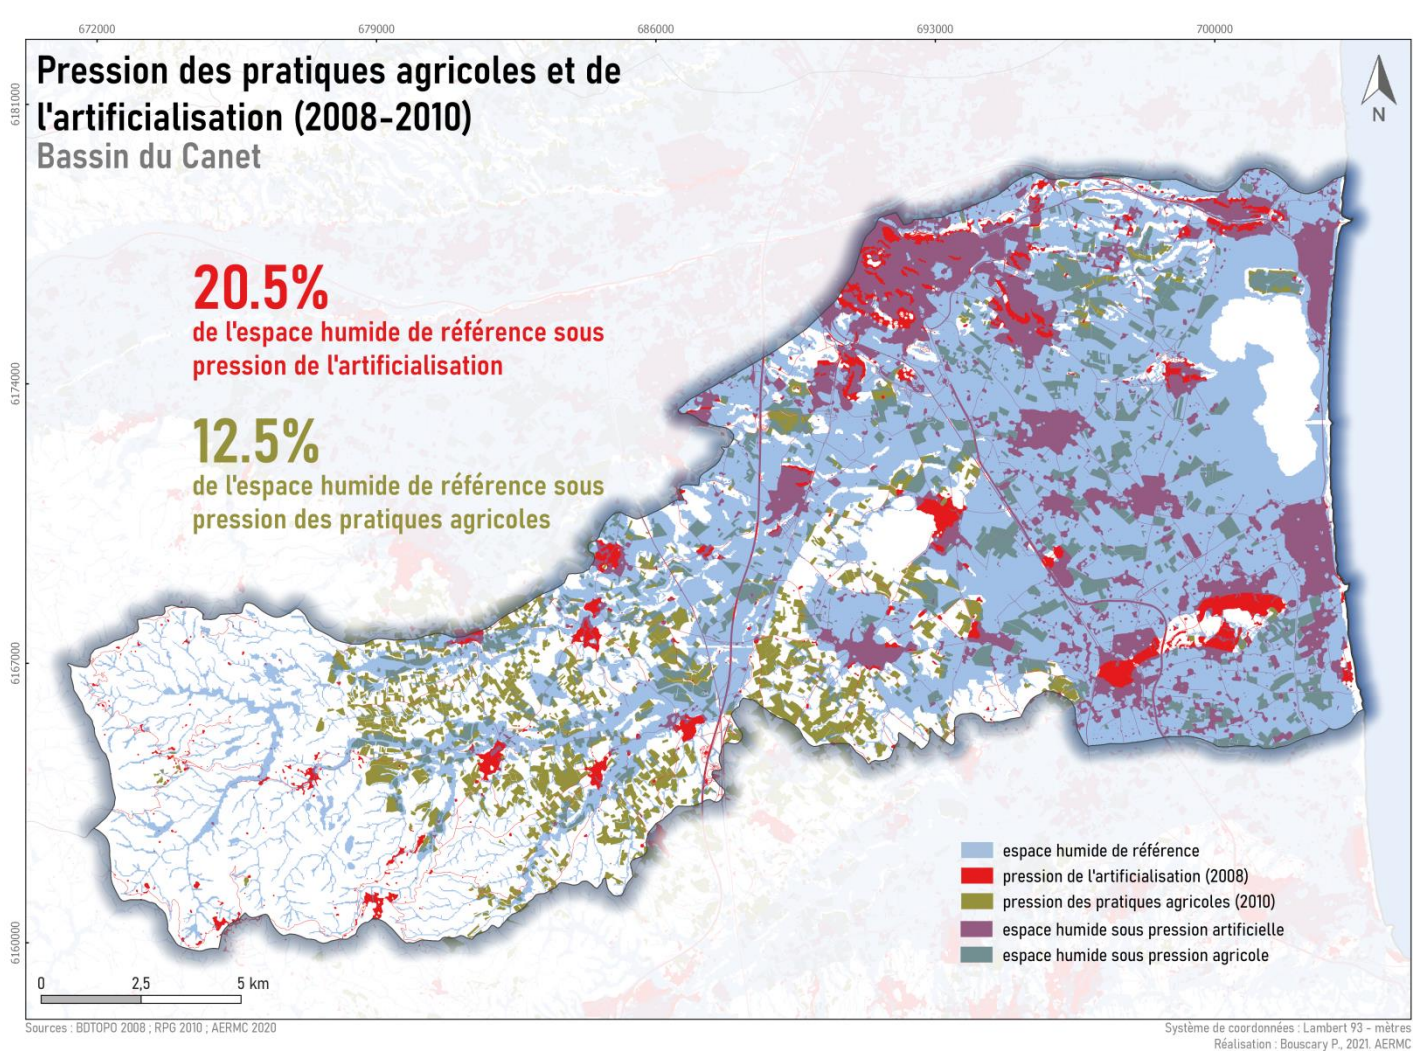 672000
679000
686000
693000
700000
Pression des pratiques agricoles et de
l'artificialisation (2008-2010)
Bassin du Canet
N
6181000
6174000
6167000
6160000
20.5%
de l'espace humide de référence sous
pression de l'artificialisation
12.5%
de l'espace humide de référence sous
pression des pratiques agricoles
espace humide de référence
pression de l'artificialisation (2008)
pression des pratiques agricoles (2010)
espace humide sous pression artificielle
espace humide sous pression agricole
0 2,5 5 km
Sources : BDTOPO 2008 ; RPG 2010 ; AERMC 2020
Système de coordonnées : Lambert 93 - mètres
Réalisation : Bouscary P., 2021. AERMC